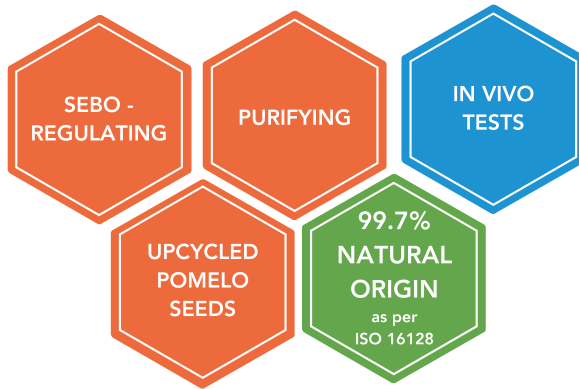 SEBO -
REGULATING
PURIFYING
IN VIVO
TESTS
UPCYCLED
POMELO
SEEDS
99.7%
NATURAL
ORIGIN
as per
ISO 16128